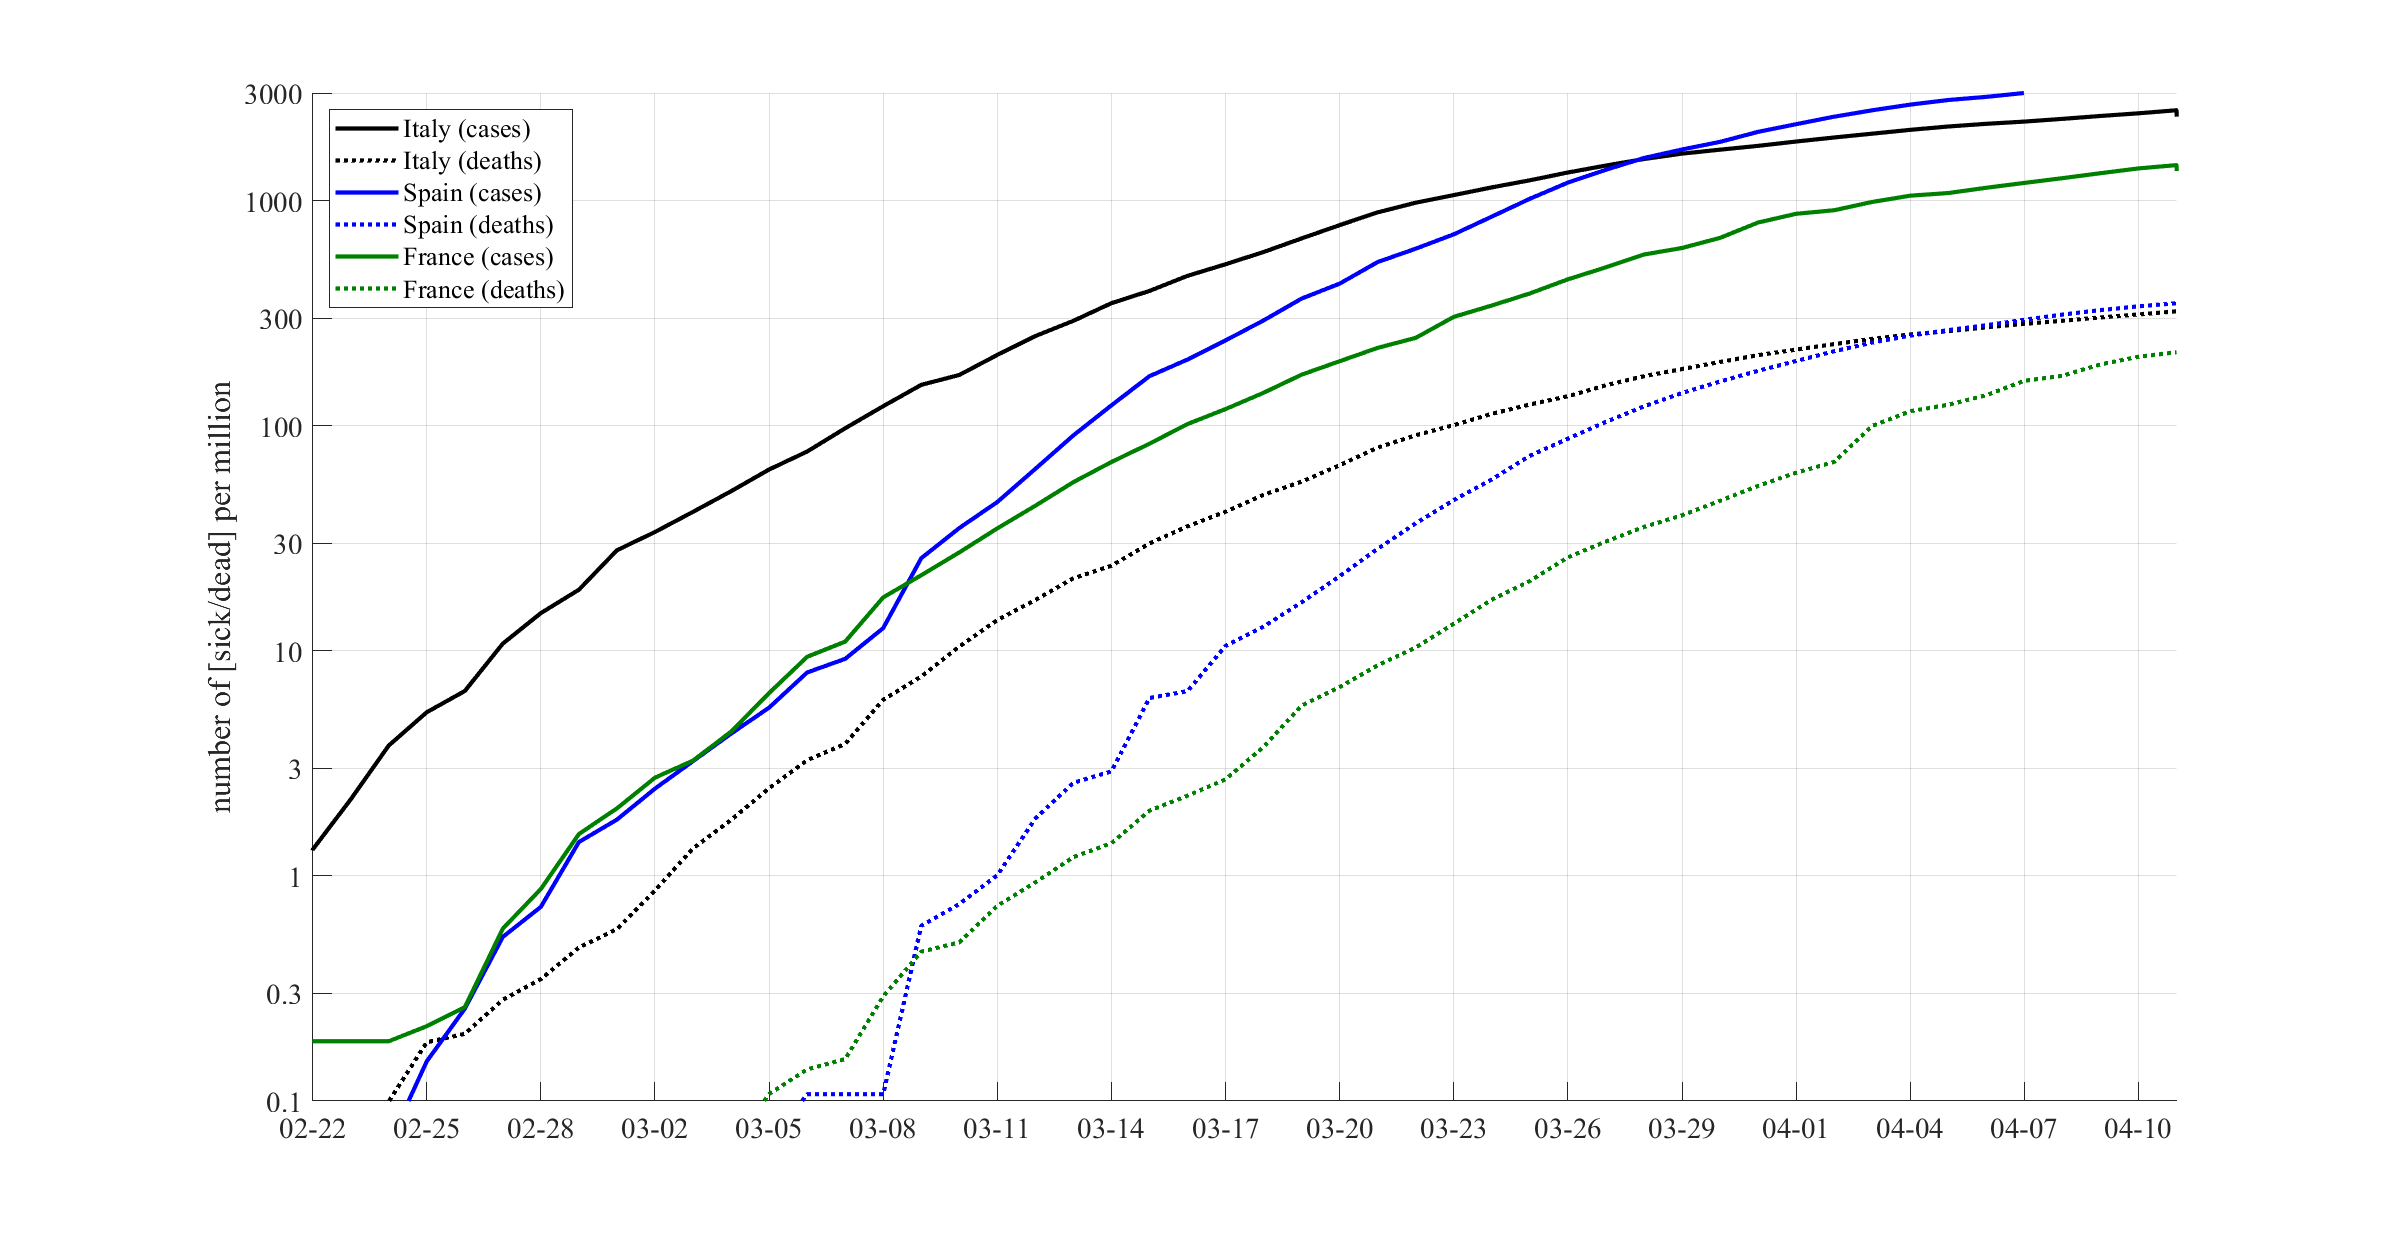 3000
1000
300
100
30
10
3
1
0.3
0.1
number of [sick/dead] per million
Italy (cases)
Italy (deaths)
Spain (cases)
Spain (deaths)
France (cases)
France (deaths)
02-22 02-25 02-28 03-02 03-05 03-08 03-11 03-14 03-17 03-20 03-23 03-26 03-29 04-01 04-04 04-07 04-10